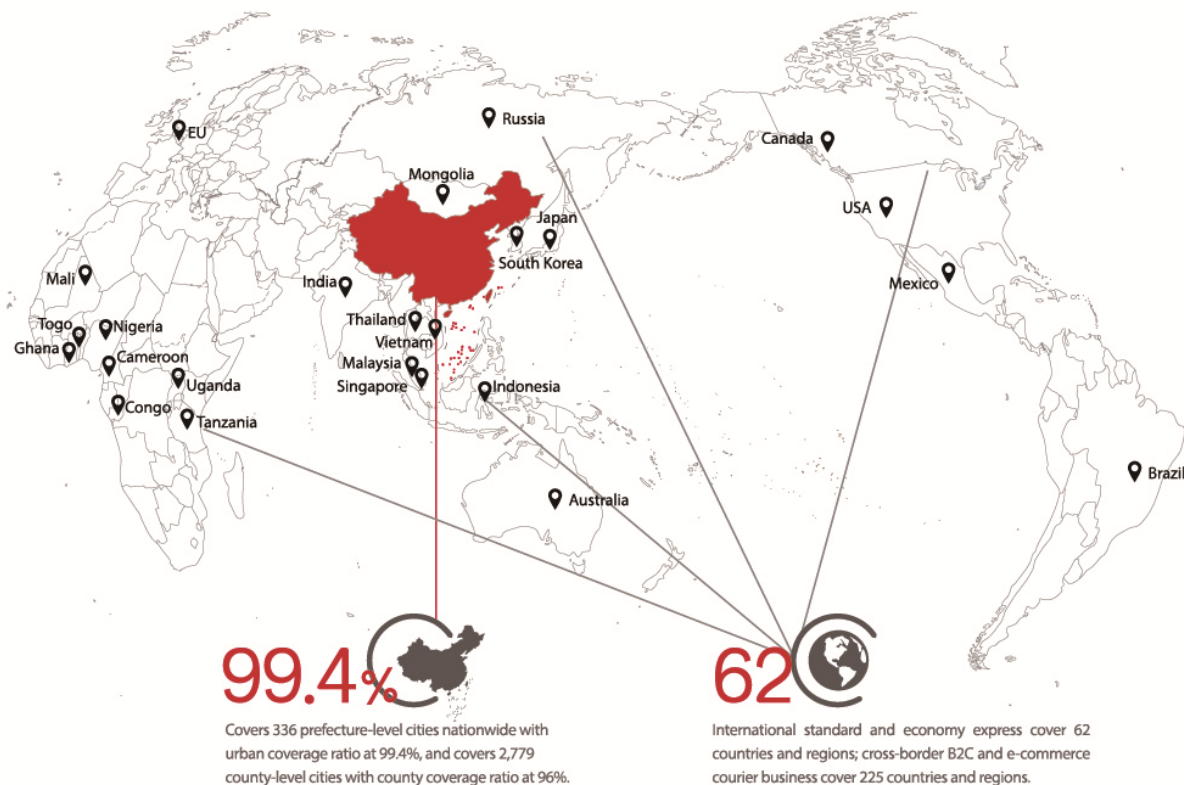 EU
Russia
Canada
Mongolia
Japan
USA
South Korea
Mali
India
Mexico
Togo
Nigeria
Thailand
Ghana
Vietnam
Cameroon
Malaysia
Uganda
Singapore
Indonesia
Congo
Tanzania
Brazil
Australia
99.4%
Covers 336 prefecture-level cities nationwide with
urban coverage ratio at 99.4%, and covers 2,779
county-level cities with county coverage ratio at 96%.
62
International standard and economy express cover 62
countries and regions; cross-border B2C and e-commerce
courier business cover 225 countries and regions.